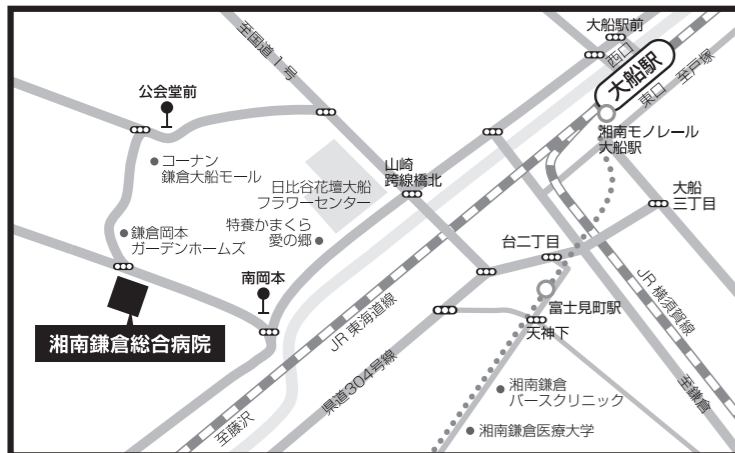 大船駅前
至国道1号
西口
大船駅
東口
至戸塚
公会堂前
湘南モノレール
大船駅
コーナン
鎌倉大船モール
山崎
跨線橋北
日比谷花壇大船
フラワーセンター
大船
三丁目
鎌倉岡本
ガーデンホームズ
特養かまくら
愛の郷
台二丁目
南岡本
富士見町駅
JR 東海道線
JR 横須賀線
天神下
湘南鎌倉総合病院
県道304号線
至鎌倉
湘南鎌倉
バースクリニック
至藤沢
湘南鎌倉医療大学